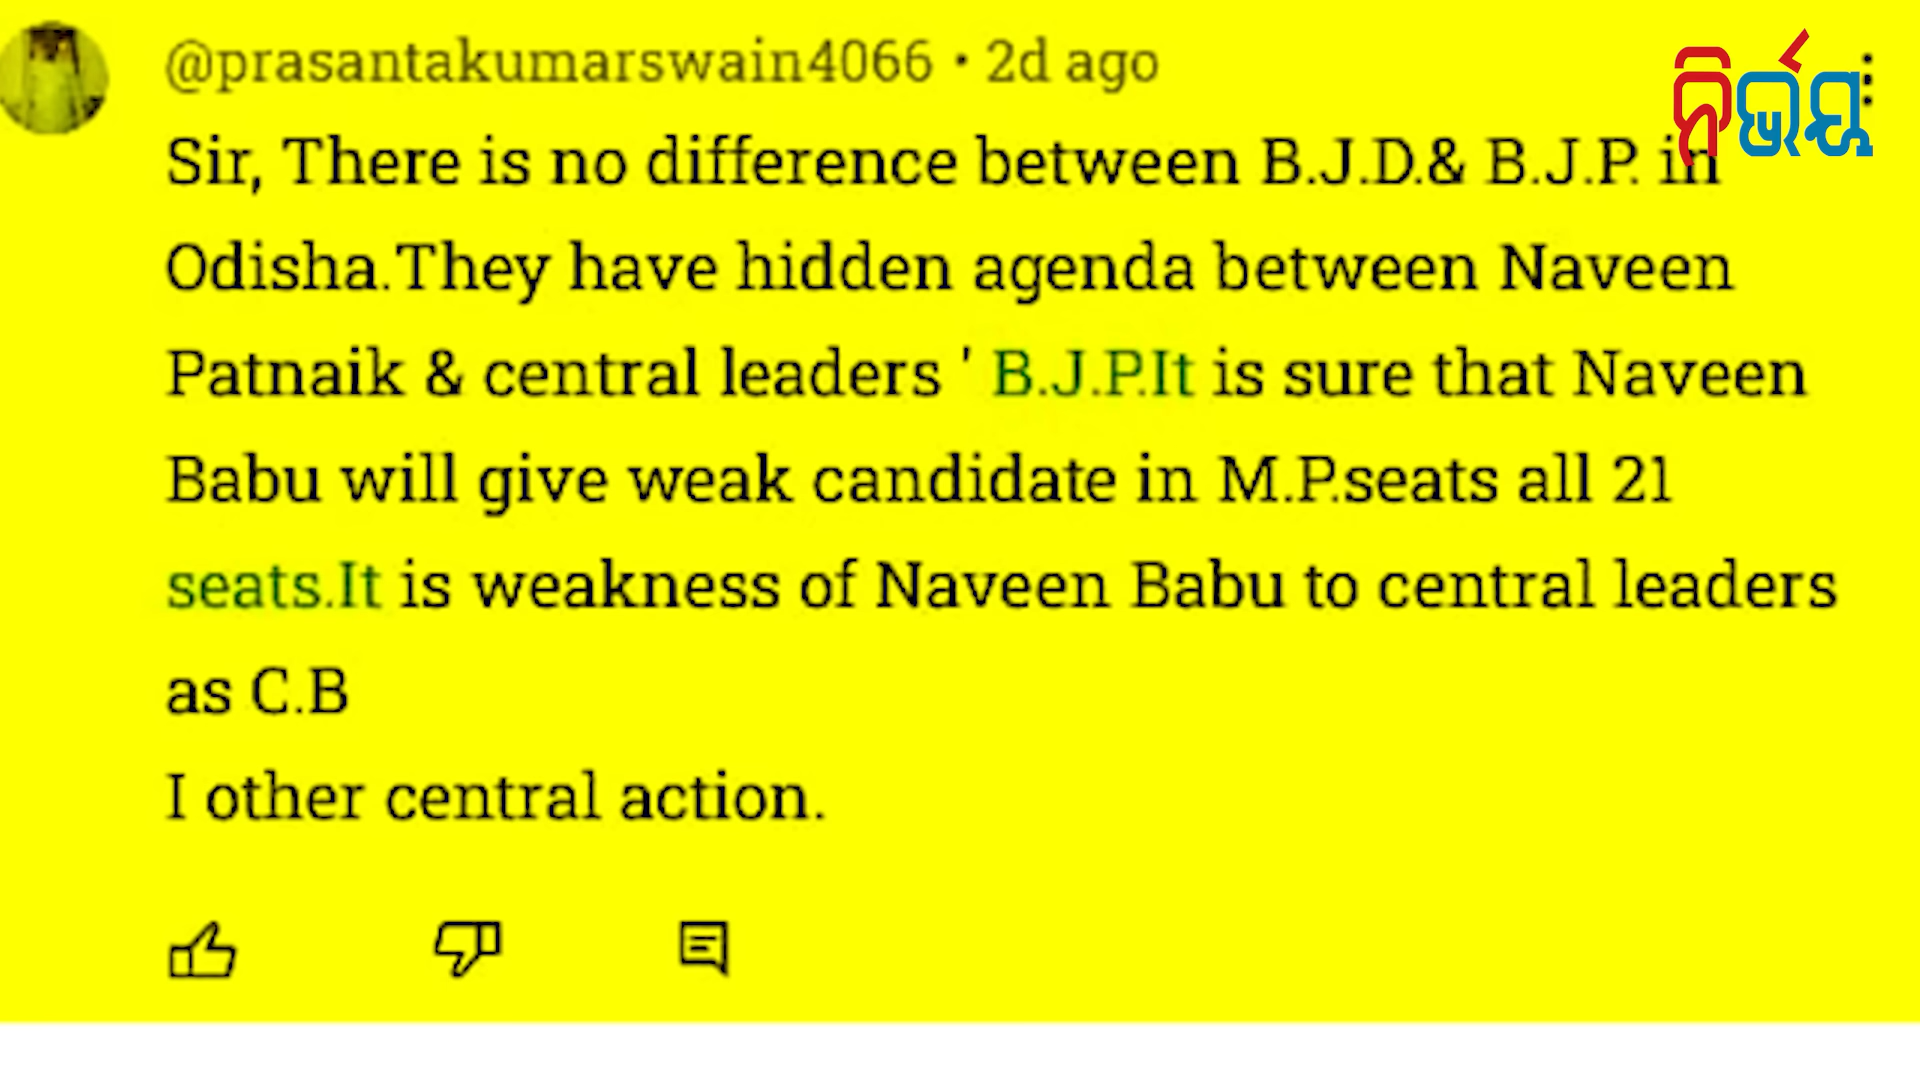 @prasantakumarswain4066 • 2d ago
ନିର୍ଭୟ
Sir, There is no difference between B.J.D.& B.J.P. in
Odisha.They have hidden agenda between Naveen
Patnaik & central leaders ' B.J.P.It is sure that Naveen
Babu will give weak candidate in M.P.seats all 21
seats.It is weakness of Naveen Babu to central leaders
as C.B
I other central action.